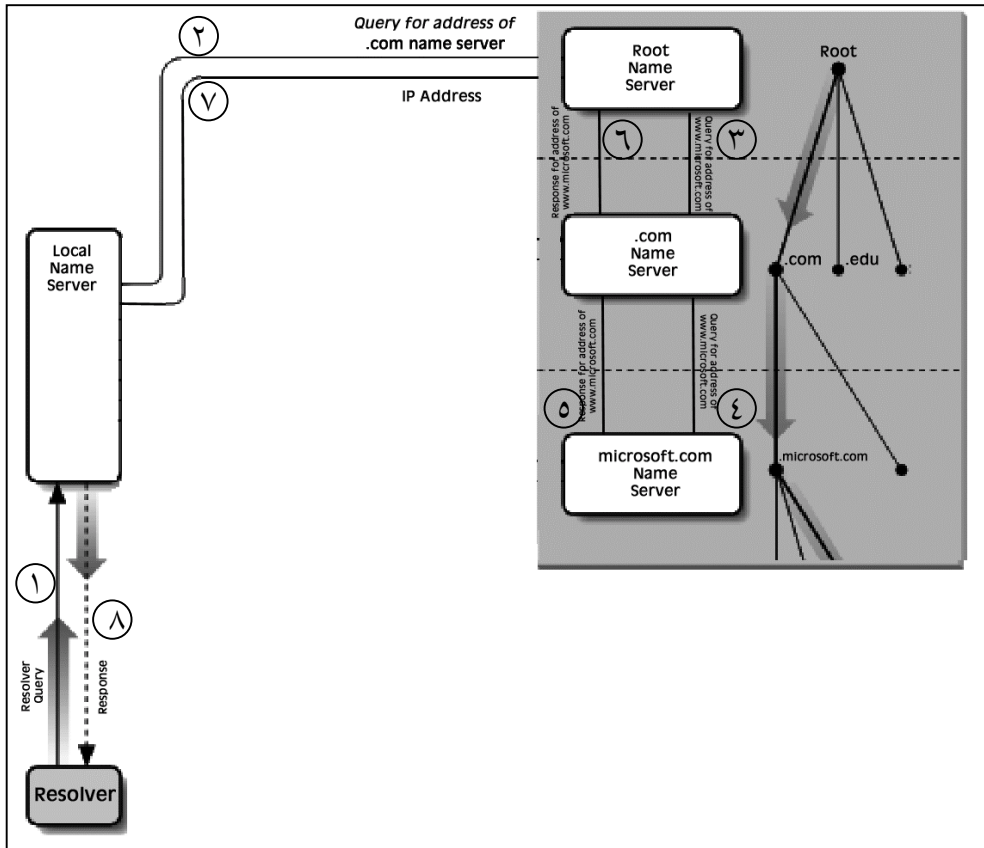 ٢
Query for address of
.com name server
٧
IP Address
Root
Name
Server
Root
٦
٣
Response for address of
www.microsoft.com
Query for address of
www.microsoft.com
.com
Name
Server
.com
.edu
Local
Name
Server
Response for address of
www.microsoft.com
Query for address of
www.microsoft.com
٥
٤
microsoft.com
Name
Server
.microsoft.com
١
٨
Resolver
Query
Response
Resolver